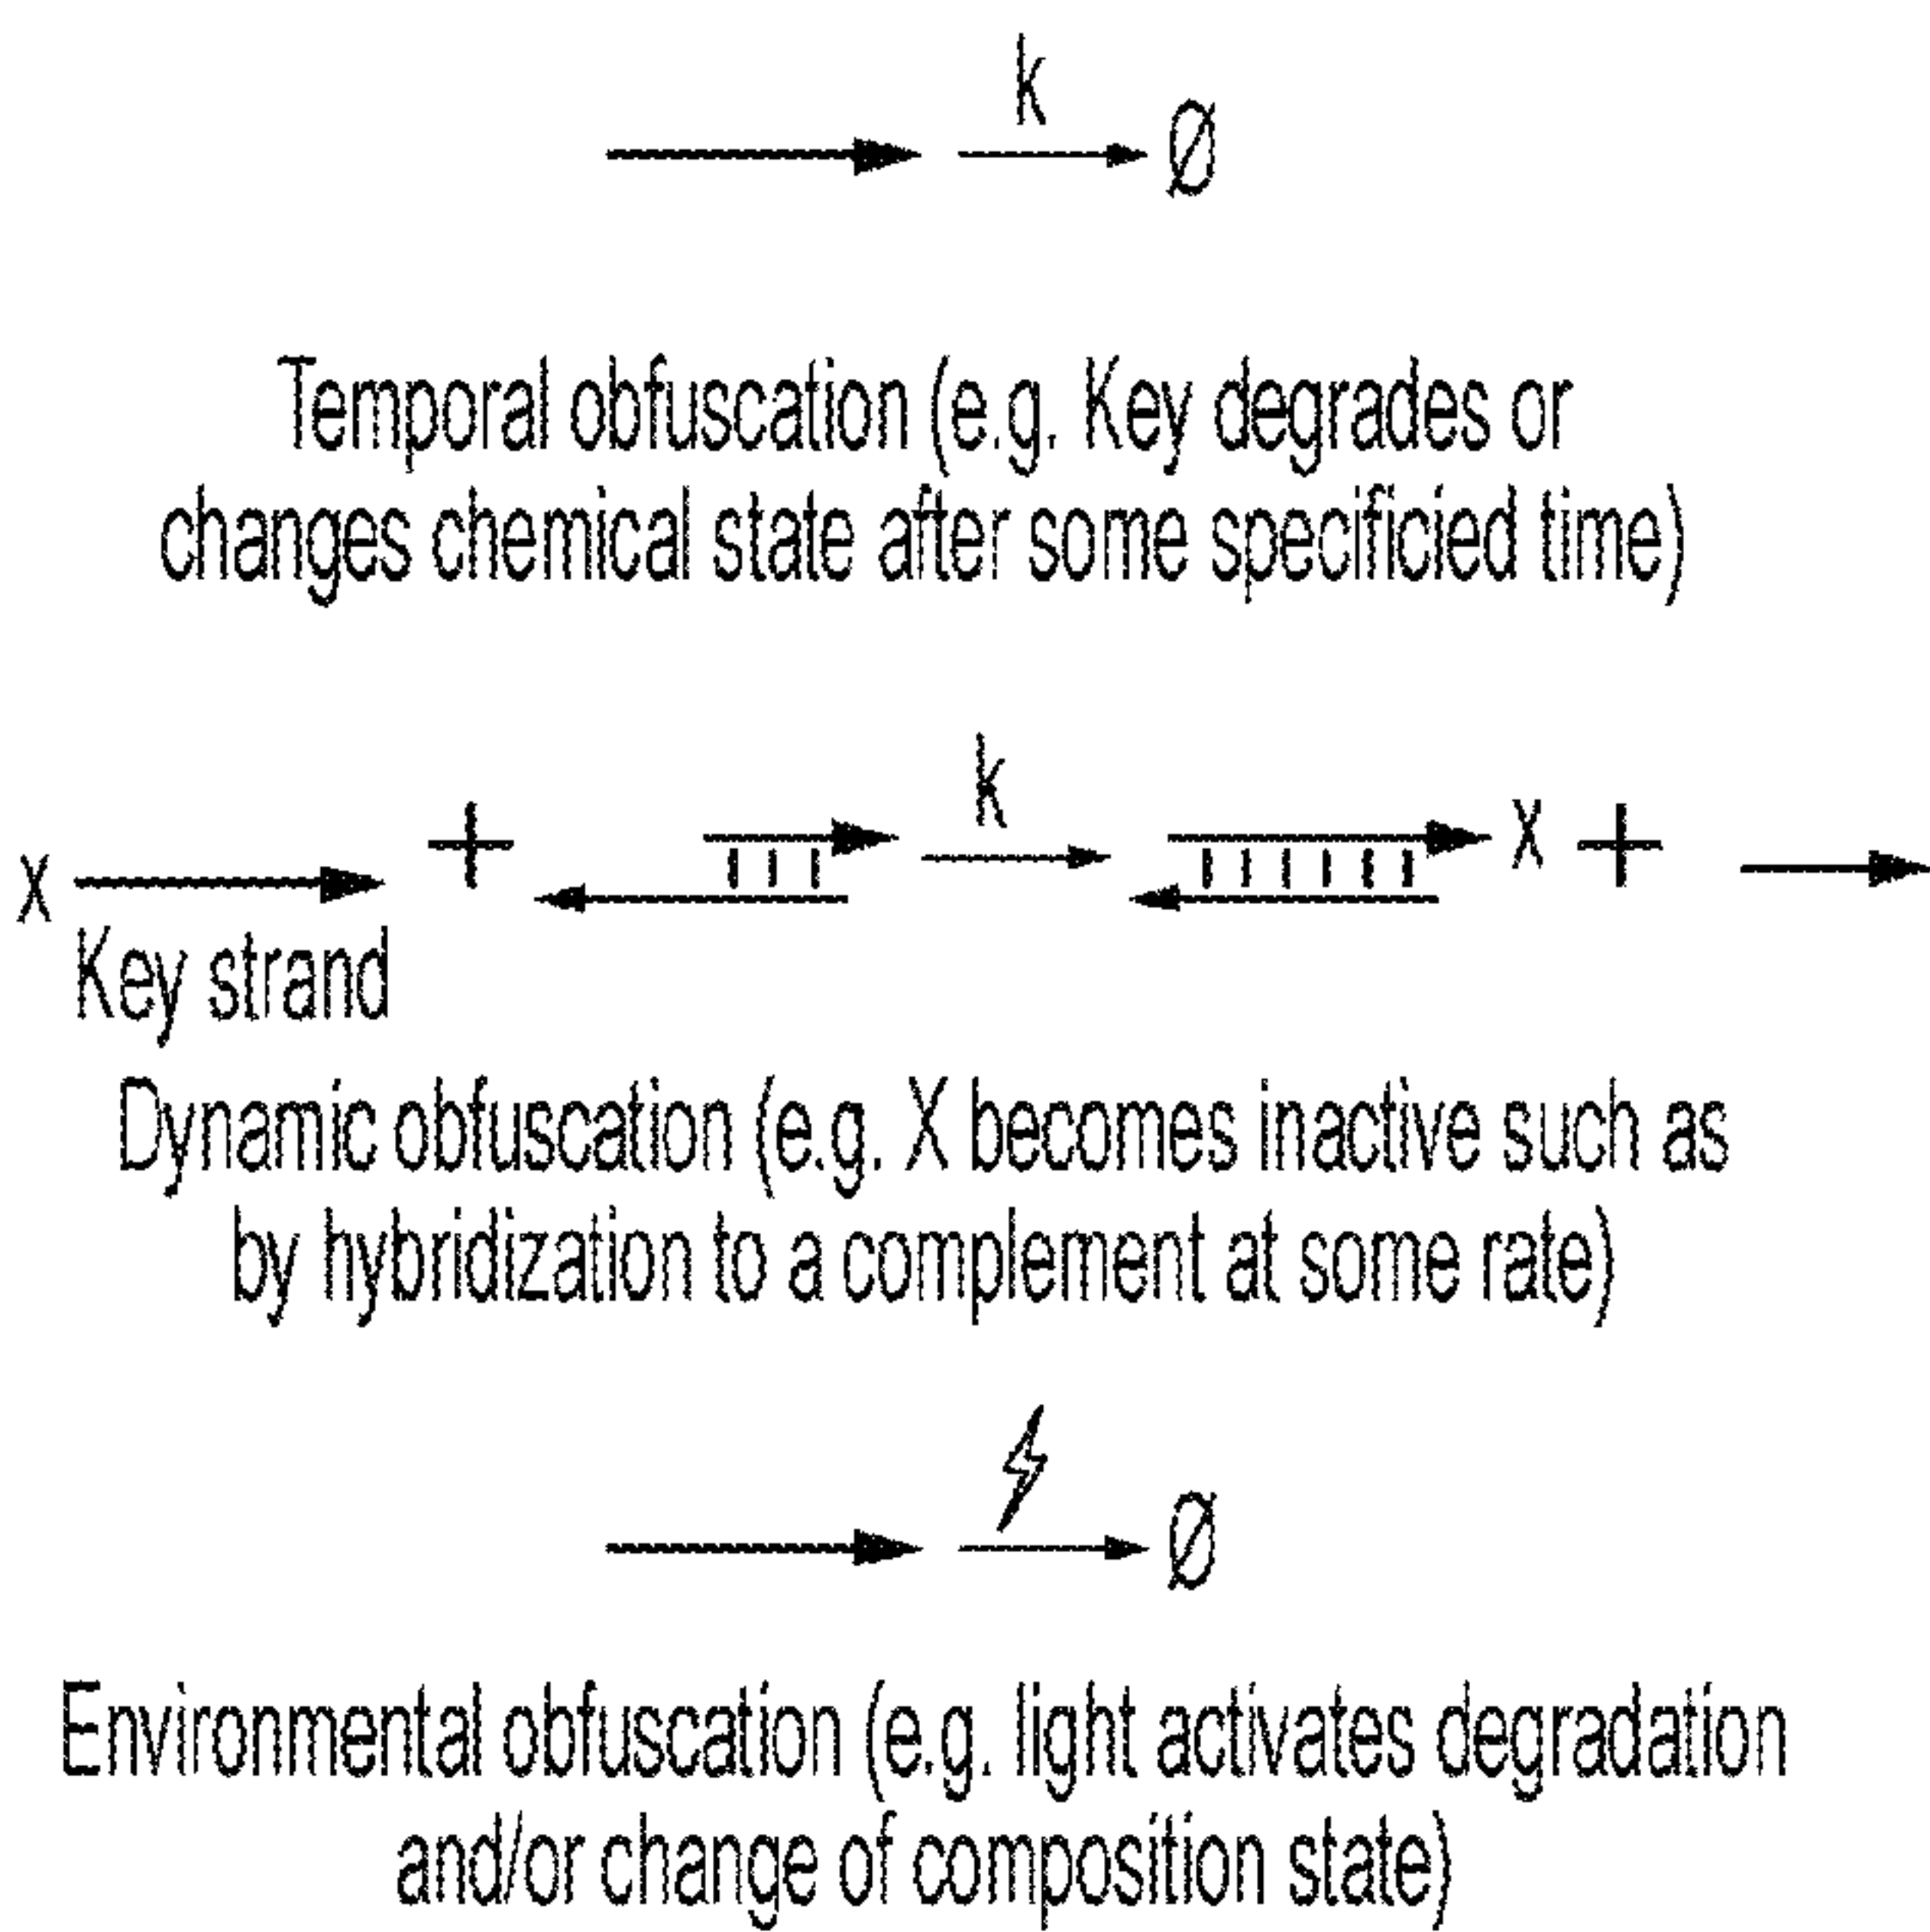 k
Ø
Temporal obfuscation (e.g. Key degrades or
changes chemical state after some specificied time)
k
x + x +
Key strand
Dynamic obfuscation (e.g. X becomes inactive such as
by hybridization to a complement at some rate)
Ø
Environmental obfuscation (e.g. light activates degradation
and/or change of composition state)